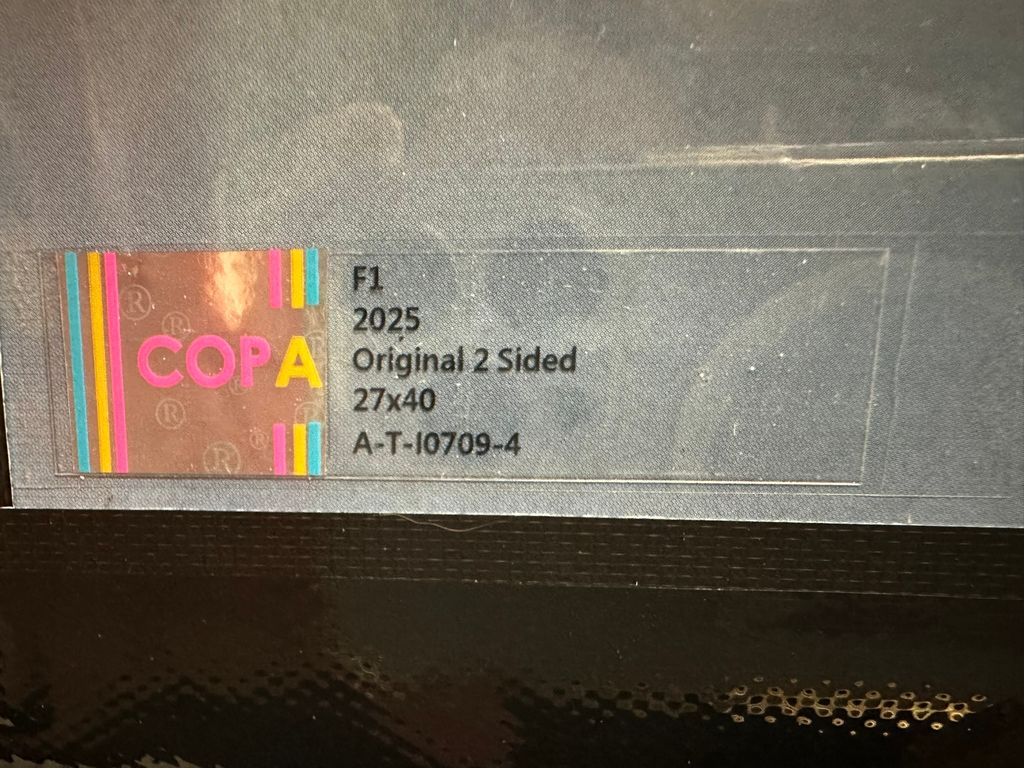 COPA
F1
2025
Original 2 Sided
27x40
A-T-I0709-4
®
®
®
®
®